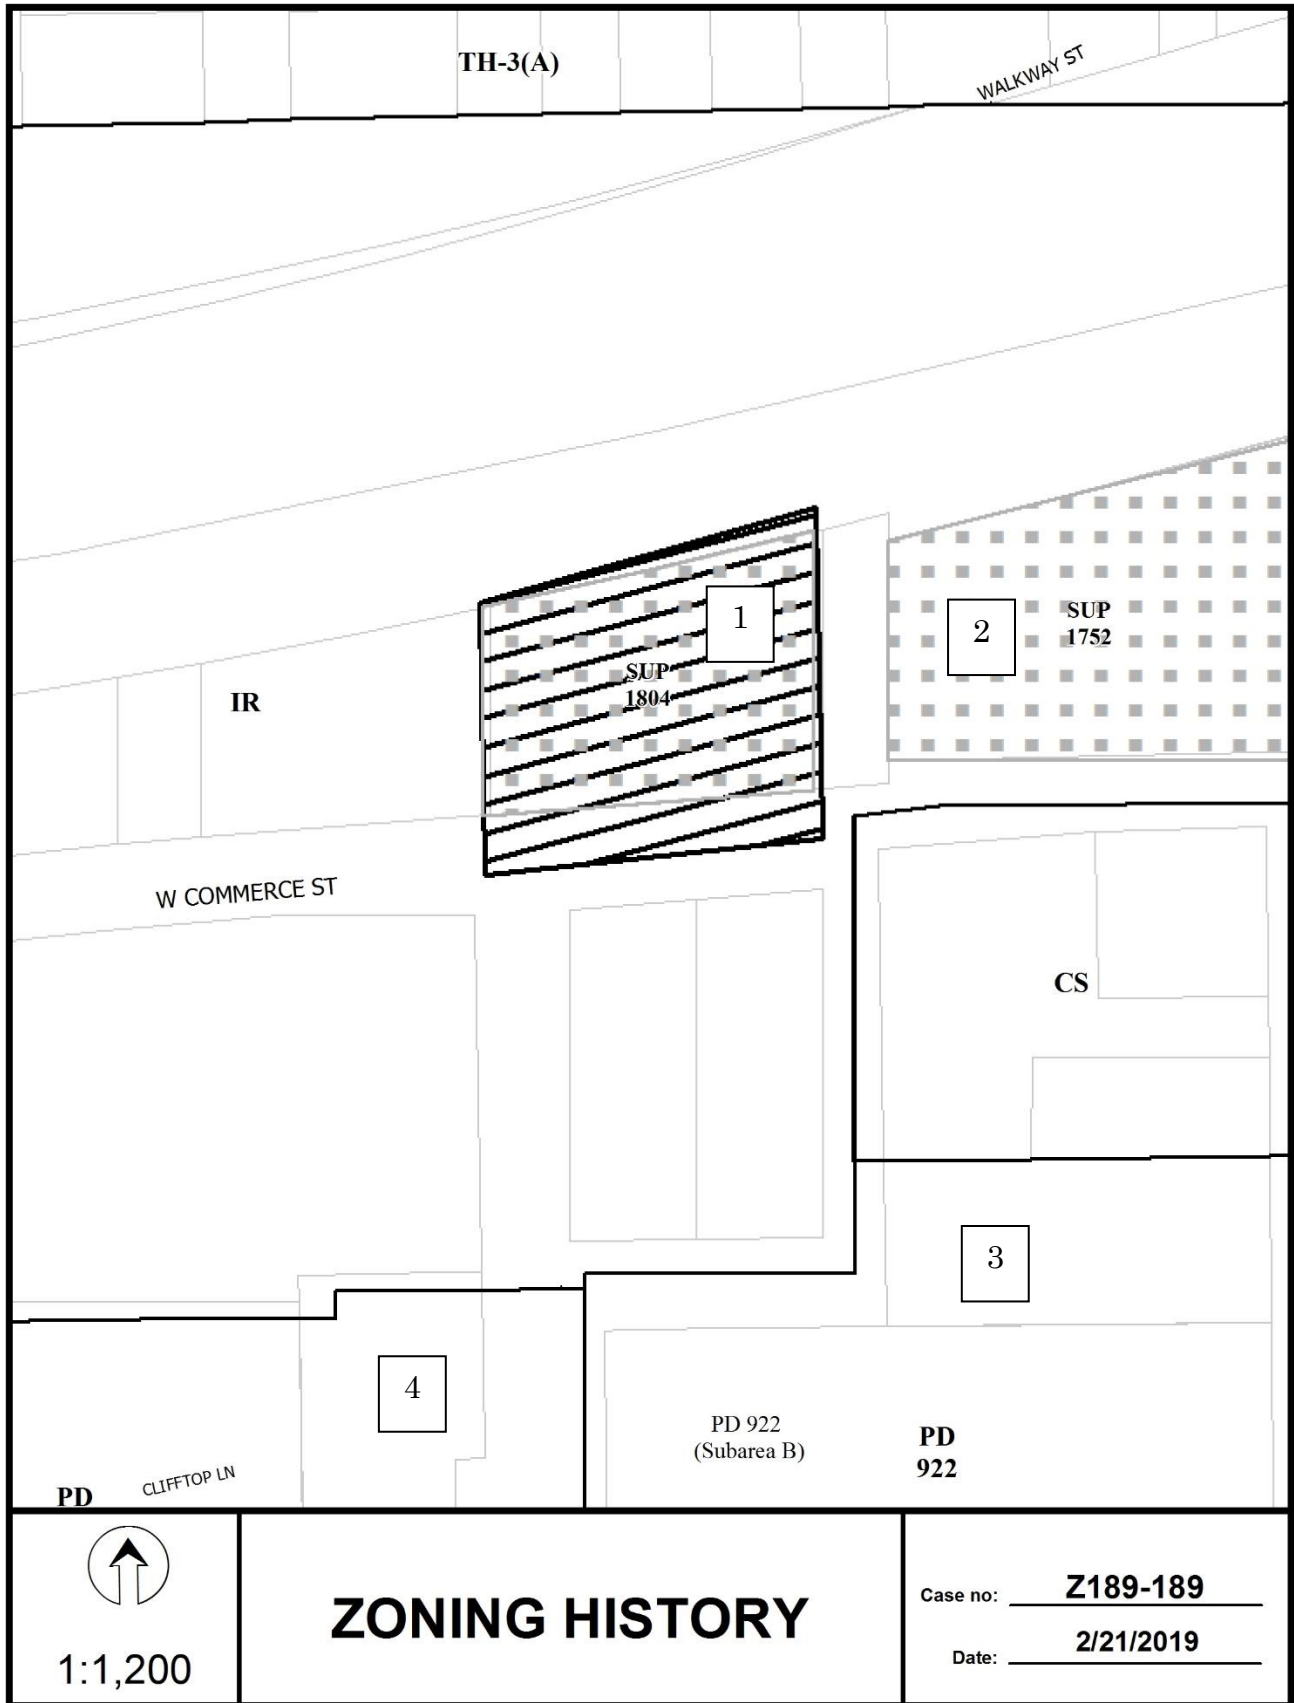 TH-3(A)
WALKWAY ST
1
2
SUP
1752
SUP
1804
IR
W COMMERCE ST
CS
3
4
PD 922
(Subarea B)
PD
922
CLIFFTOP LN
PD
1:1,200
ZONING HISTORY
Case no: Z189-189
Date: 2/21/2019